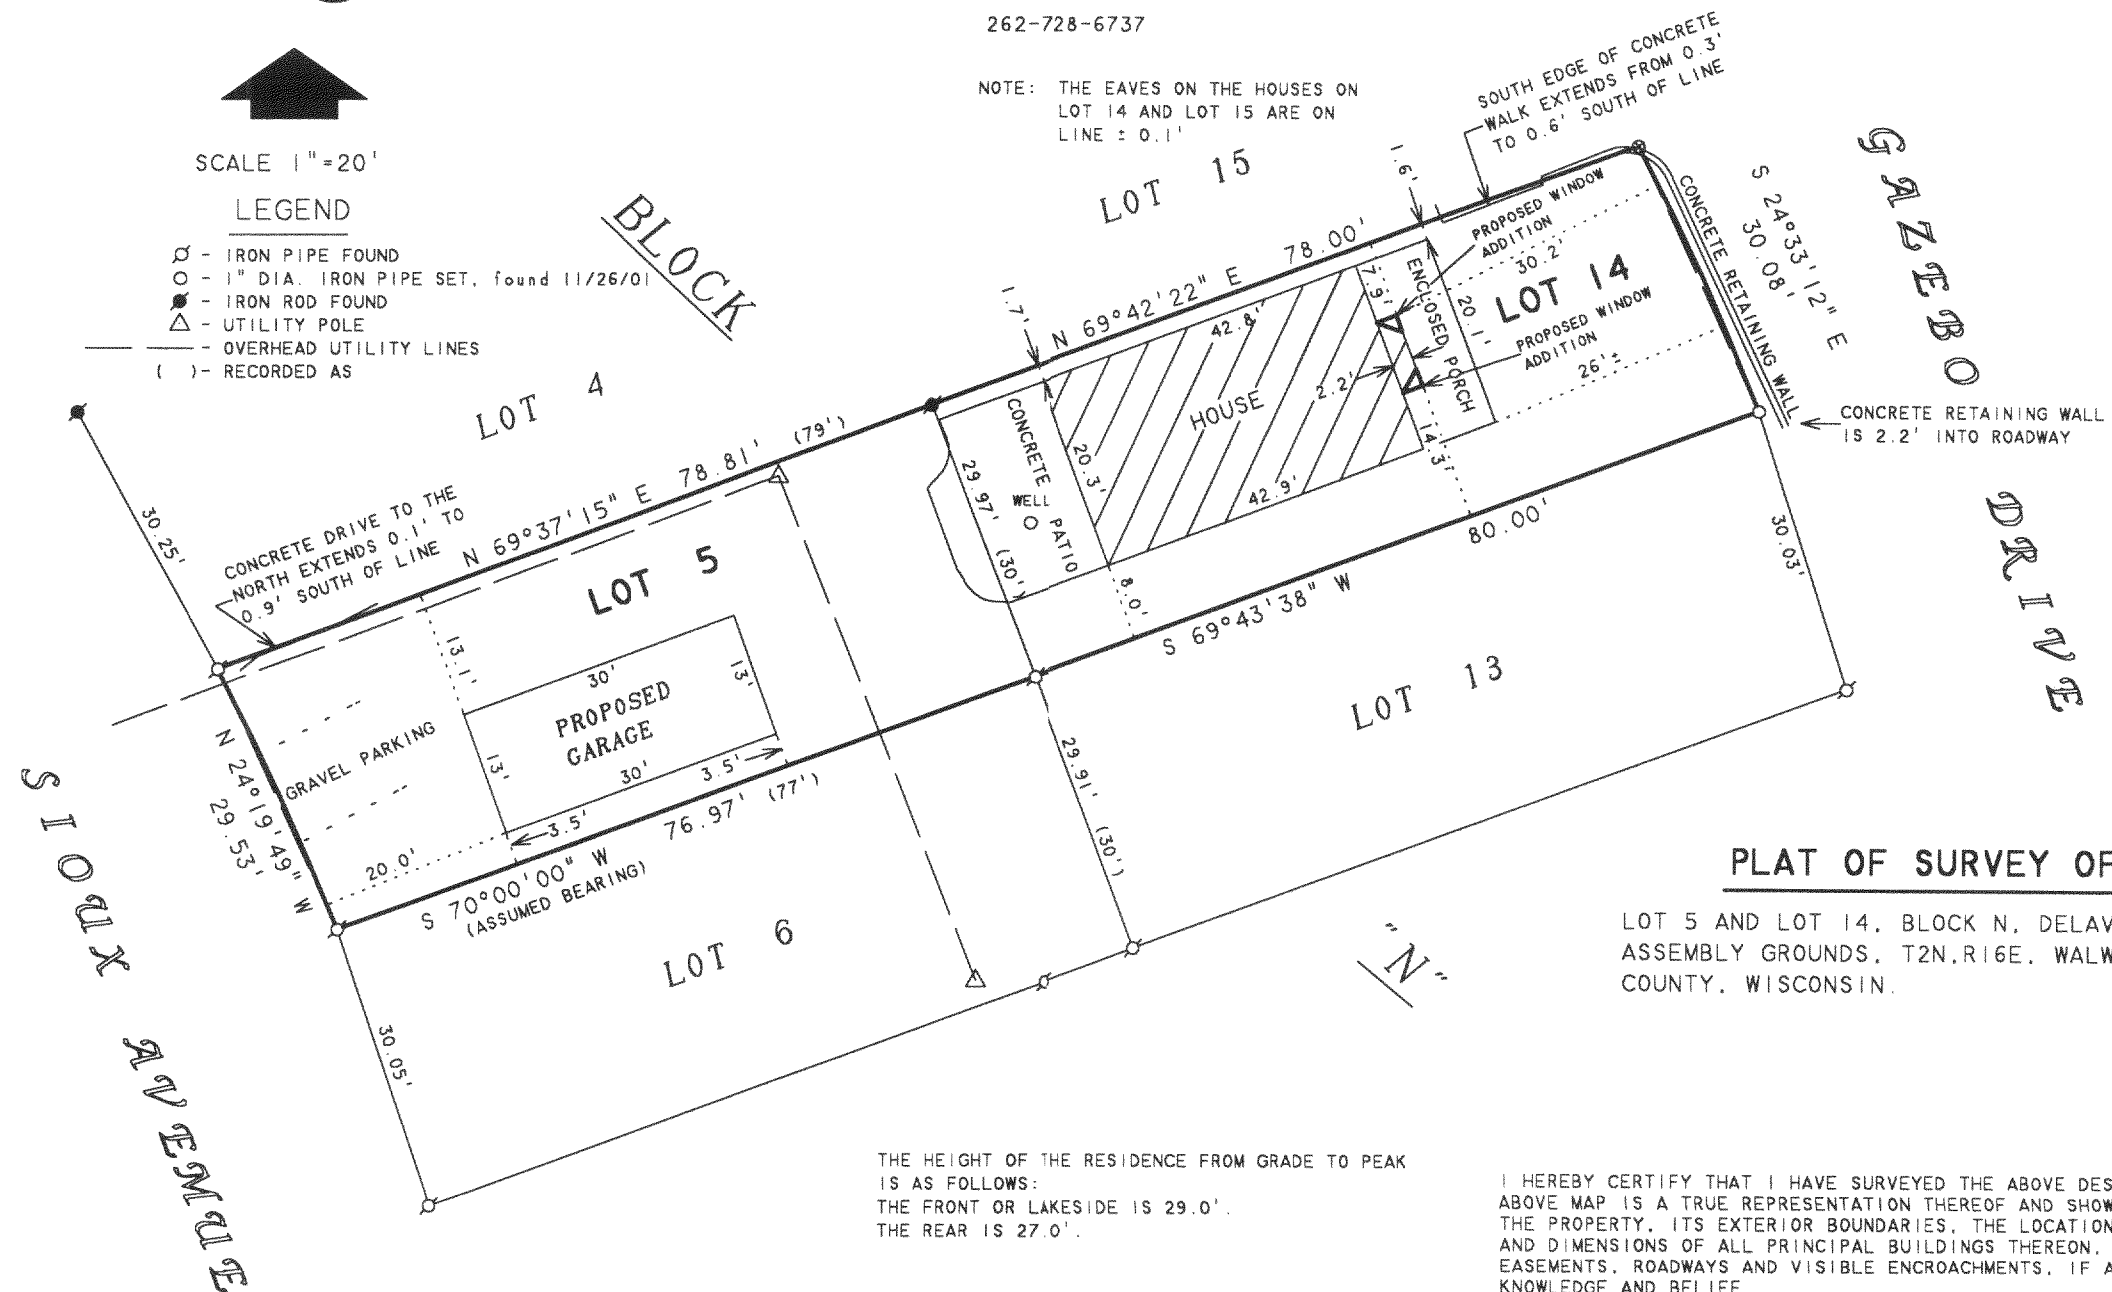 262-728-6737
NOTE: THE EAVES ON THE HOUSES ON
LOT 14 AND LOT 15 ARE ON
LINE ± 0.1'
SOUTH EDGE OF CONCRETE
WALK EXTENDS FROM 0.3'
TO 0.6' SOUTH OF LINE
SCALE 1"=20'
LEGEND
- IRON PIPE FOUND
- 1" DIA. IRON PIPE SET, found 11/26/01
- IRON ROD FOUND
- UTILITY POLE
- OVERHEAD UTILITY LINES
( )- RECORDED AS
BLOCK
LOT 15
LOT 4
1.6'
1.7'
N 69°42'22" E 78.00'
PROPOSED WINDOW
ADDITION
30.2'
LOT 14
PROPOSED WINDOW
ADDITION
26'±
CONCRETE RETAINING WALL
S 24°33'12" E
30.08'
GAZEBO DRIVE
CONCRETE RETAINING WALL
IS 2.2' INTO ROADWAY
7.9'
ENCLOSED PORCH
20.1'
42.8'
HOUSE
2.2'
14.3'
20.3'
42.9'
CONCRETE PATIO
WELL
29.97' (30')
8.0'
80.00'
S 69°43'38" W
30.03'
LOT 13
30.25'
CONCRETE DRIVE TO THE
NORTH EXTENDS 0.1' TO
0.9' SOUTH OF LINE
N 69°37'15" E 78.81' (79')
LOT 5
13.1'
30'
13'
PROPOSED
GARAGE
13'
30'
3.5'
3.5'
GRAVEL PARKING
20.0'
N 24°19'49" W
29.53'
S 70°00'00" W 76.97' (77')
(ASSUMED BEARING)
29.91' (30')
LOT 6
30.05'
SIOUX AVEMUE
"N"
PLAT OF SURVEY OF
LOT 5 AND LOT 14, BLOCK N, DELAV
ASSEMBLY GROUNDS, T2N,R16E, WALW
COUNTY, WISCONSIN.
THE HEIGHT OF THE RESIDENCE FROM GRADE TO PEAK
IS AS FOLLOWS:
THE FRONT OR LAKESIDE IS 29.0'.
THE REAR IS 27.0'.
I HEREBY CERTIFY THAT I HAVE SURVEYED THE ABOVE DES
ABOVE MAP IS A TRUE REPRESENTATION THEREOF AND SHOW
THE PROPERTY, ITS EXTERIOR BOUNDARIES, THE LOCATION
AND DIMENSIONS OF ALL PRINCIPAL BUILDINGS THEREON,
EASEMENTS, ROADWAYS AND VISIBLE ENCROACHMENTS, IF A
KNOWLEDGE AND BELIEF